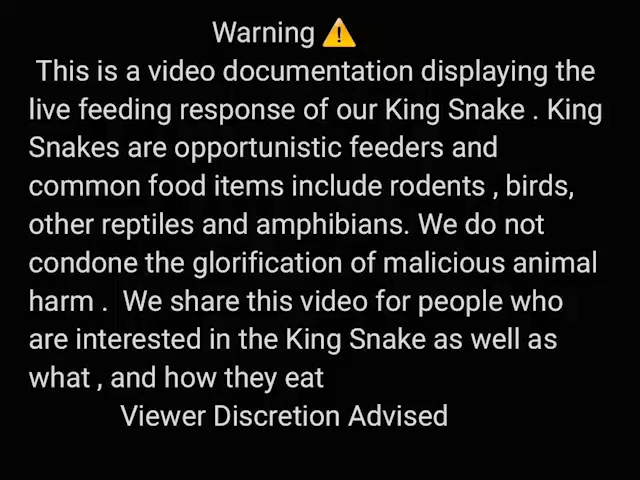 Warning ⚠️
This is a video documentation displaying the
live feeding response of our King Snake . King
Snakes are opportunistic feeders and
common food items include rodents , birds,
other reptiles and amphibians. We do not
condone the glorification of malicious animal
harm .  We share this video for people who
are interested in the King Snake as well as
what , and how they eat
Viewer Discretion Advised